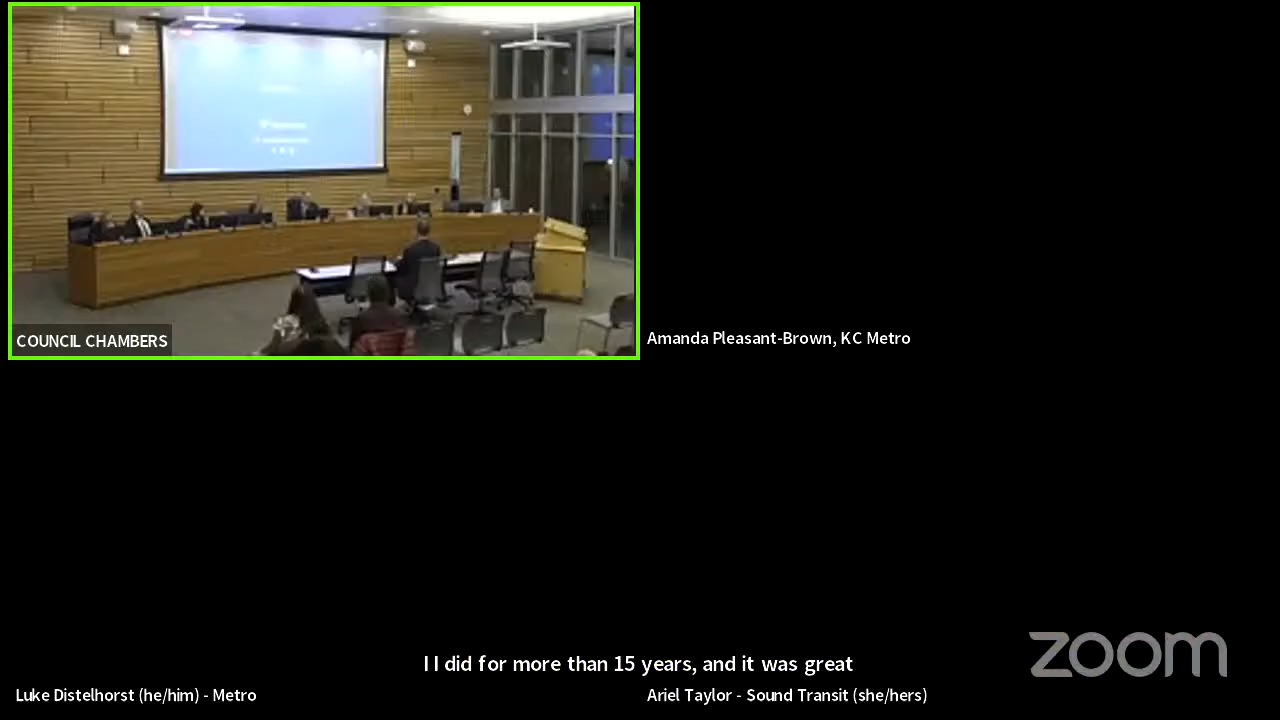 COUNCIL CHAMBERS
Amanda Pleasant-Brown, KC Metro
I I did for more than 15 years, and it was great
zoom
Luke Distelhorst (he/him) - Metro
Ariel Taylor - Sound Transit (she/hers)